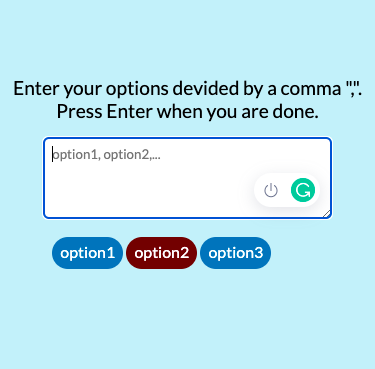 Enter your options devided by a comma ",".
Press Enter when you are done.
option1, option2,...
option1 option2 option3